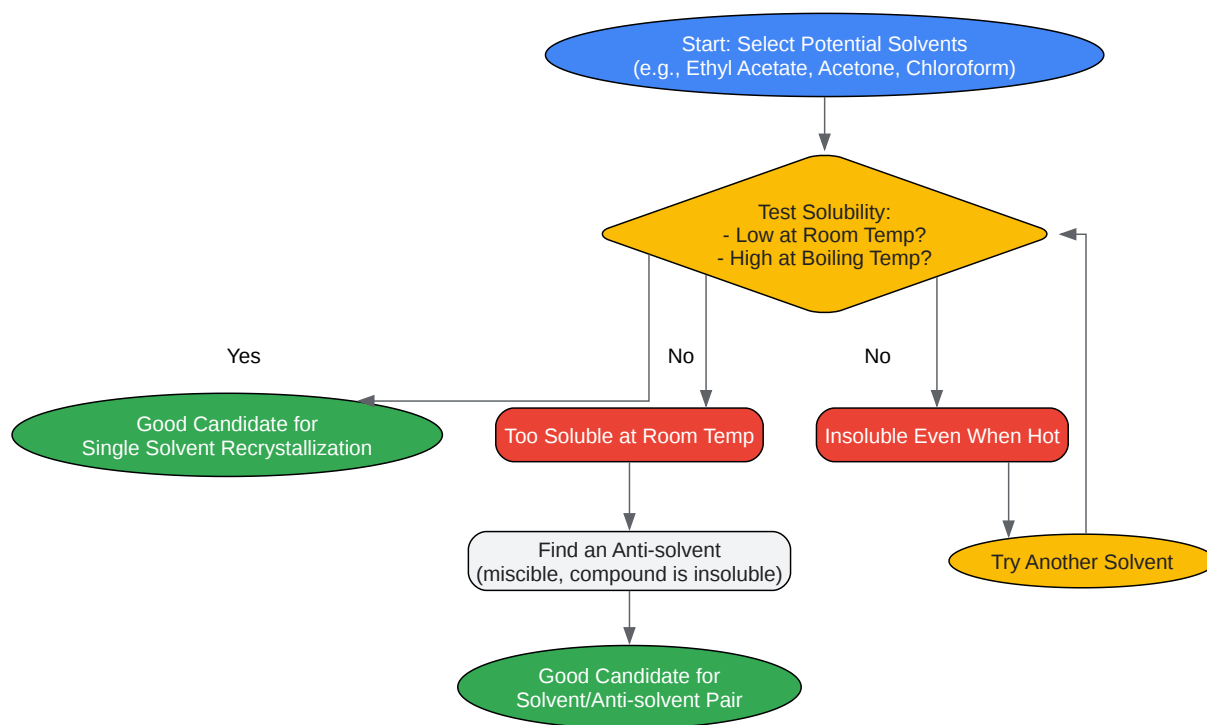 Start: Select Potential Solvents
(e.g., Ethyl Acetate, Acetone, Chloroform)
Test Solubility:
- Low at Room Temp?
- High at Boiling Temp?
Yes
No
No
Good Candidate for
Single Solvent Recrystallization
Too Soluble at Room Temp
Insoluble Even When Hot
Find an Anti-solvent
(miscible, compound is insoluble)
Try Another Solvent
Good Candidate for
Solvent/Anti-solvent Pair